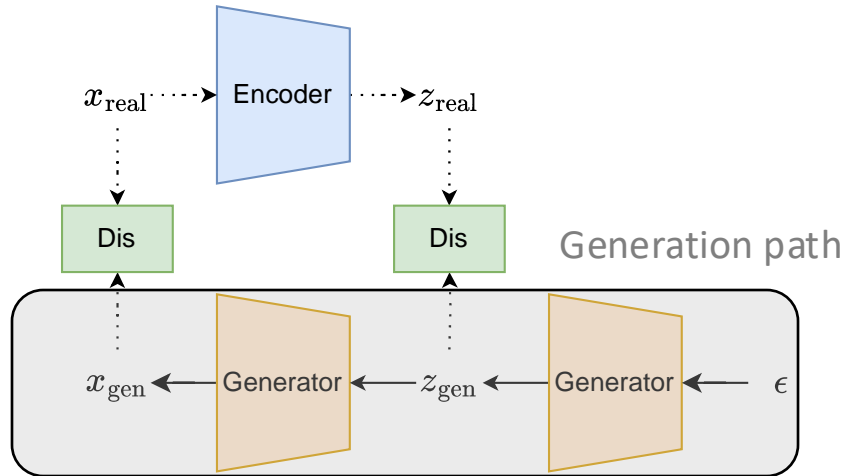 x_real Encoder z_real
Dis Dis
Generation path
x_gen Generator z_gen Generator ϵ